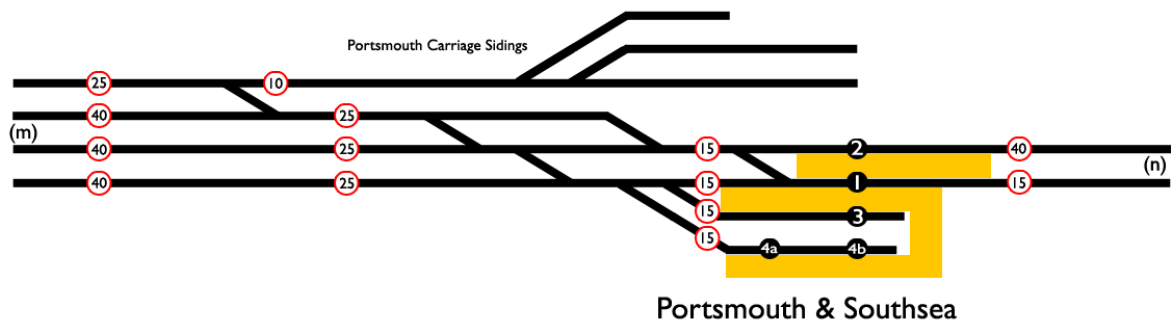 Portsmouth Carriage Sidings
25 10
40 25
(m)
40 25 15 2 40
(n)
40 25 15 1 15
15 3
15 4a 4b
Portsmouth & Southsea